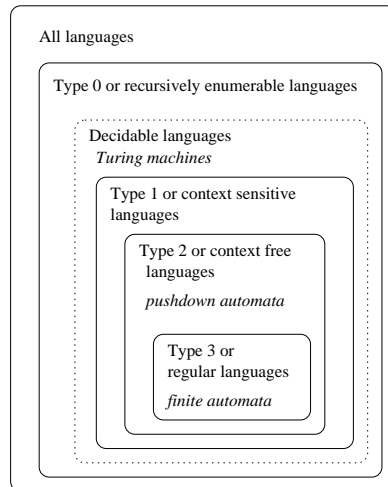 All languages
Type 0 or recursively enumerable languages
Decidable languages
Turing machines
Type 1 or context sensitive
languages
Type 2 or context free
languages
pushdown automata
Type 3 or
regular languages
finite automata